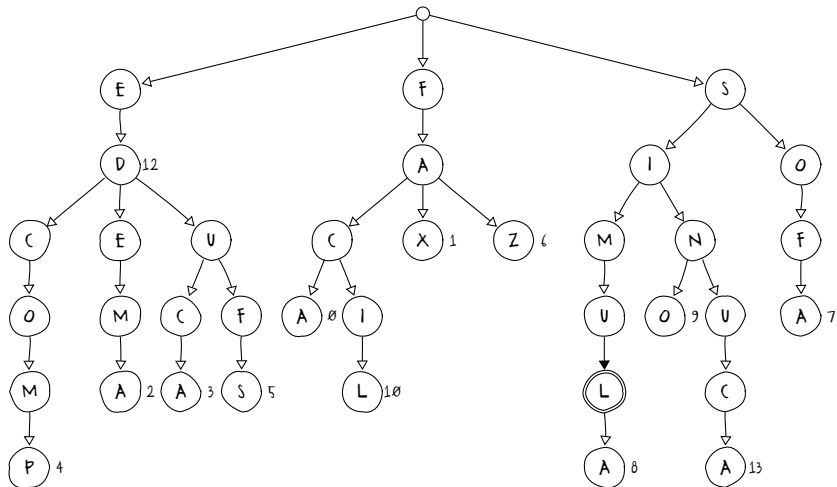 E F S
D 12 A I O
C E U C X 1 Z 6 M N F
O M C F A 0 I U O 9 U A 7
M A 2 A 3 S 5 L 10 L C
P 4 A 8 A 13